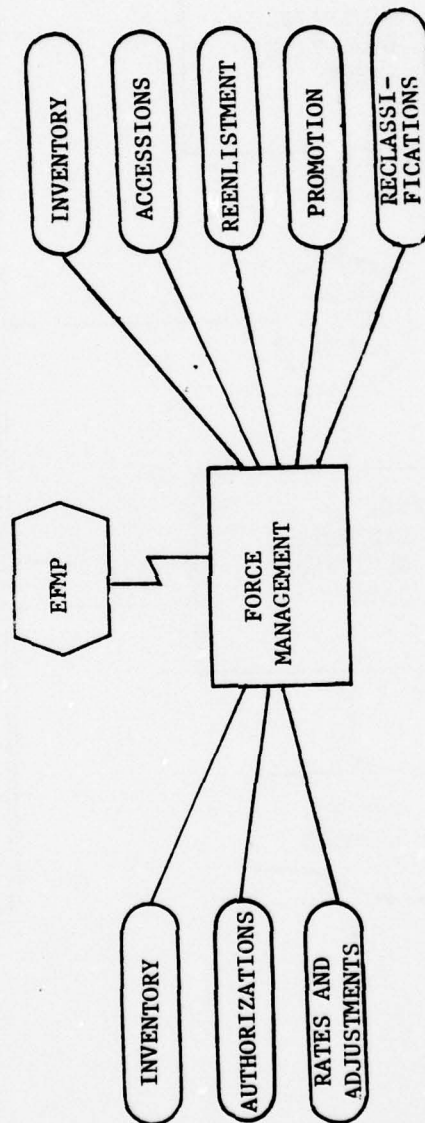 EFMP
INVENTORY
AUTHORIZATIONS
RATES AND
ADJUSTMENTS
FORCE
MANAGEMENT
INVENTORY
ACCESSIONS
REENLISTMENT
PROMOTION
RECLASSI-
FICATIONS